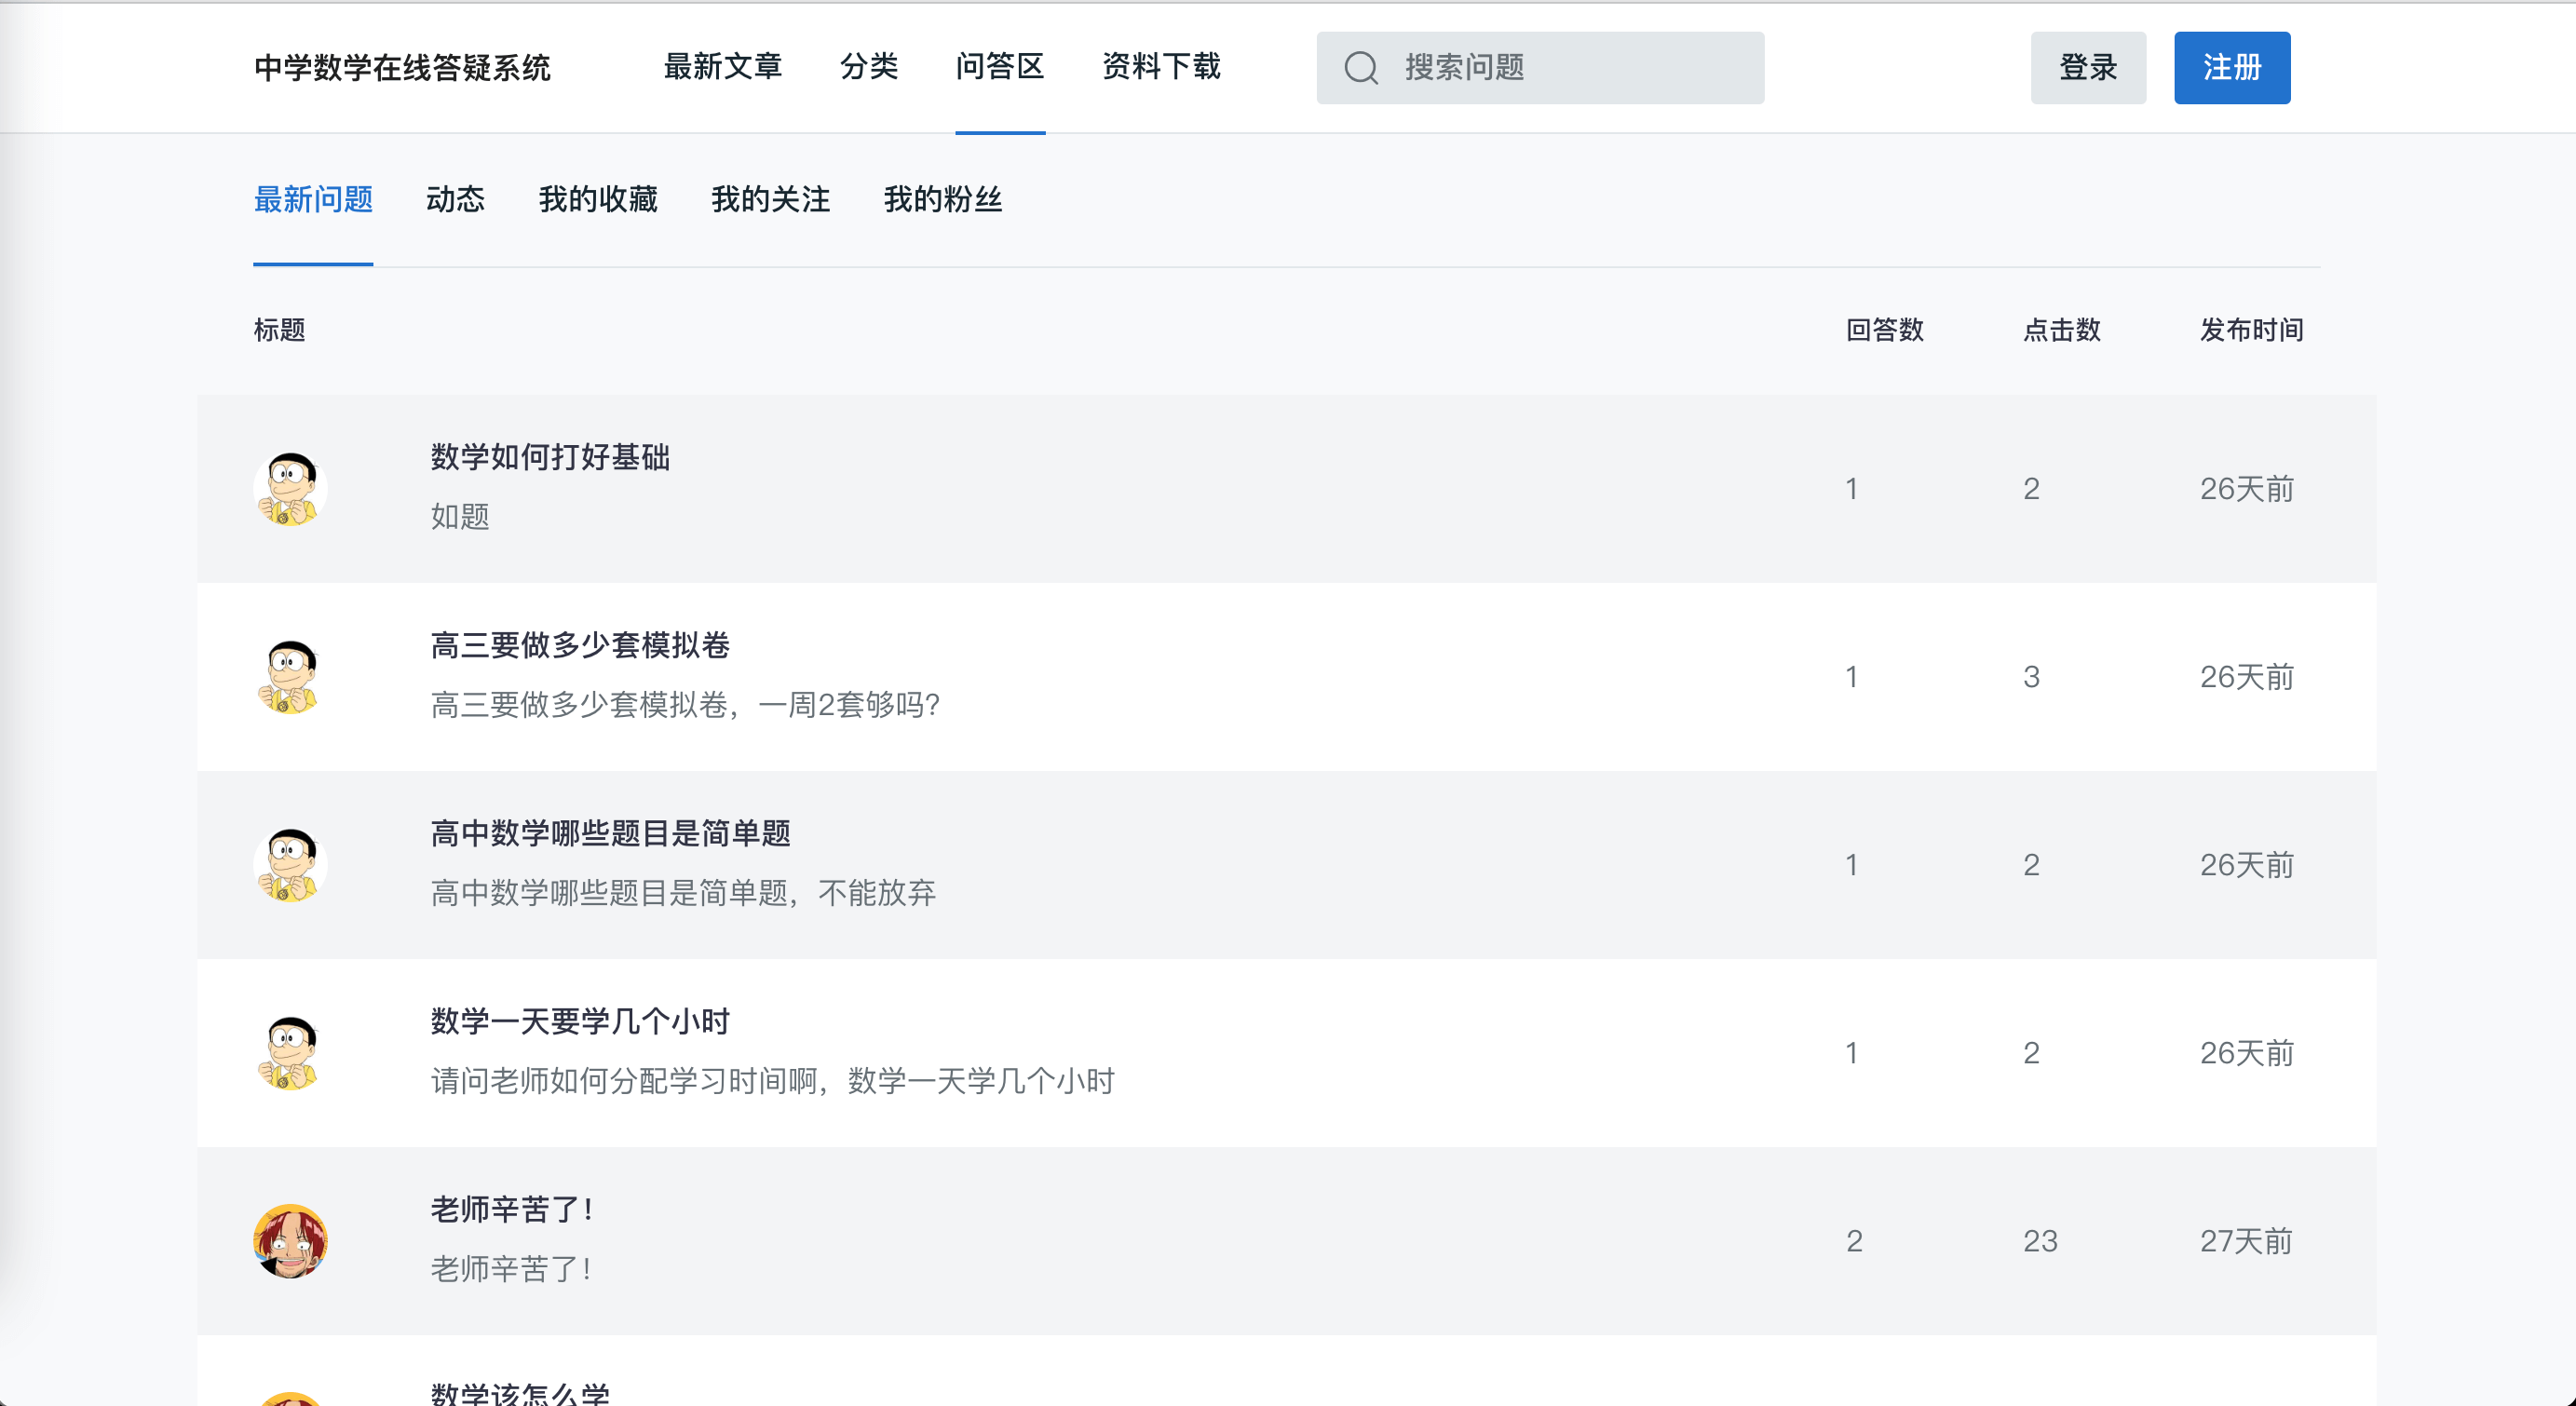 中学数学在线答疑系统 最新文章 分类 问答区 资料下载 搜索问题 登录 注册
最新问题 动态 我的收藏 我的关注 我的粉丝
标题 回答数 点击数 发布时间
数学如何打好基础
如题
1 2 26天前
高三要做多少套模拟卷
高三要做多少套模拟卷，一周2套够吗？
1 3 26天前
高中数学哪些题目是简单题
高中数学哪些题目是简单题，不能放弃
1 2 26天前
数学一天要学几个小时
请问老师如何分配学习时间啊，数学一天学几个小时
1 2 26天前
老师辛苦了！
老师辛苦了！
2 23 27天前
数学该怎么学